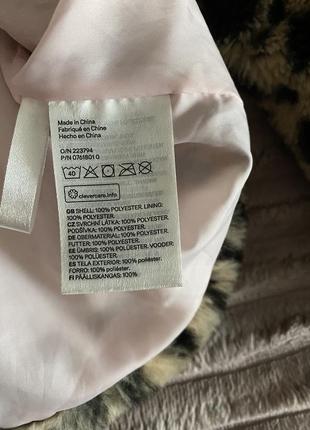 Made in China
Fabriqué en Chine
Hecho en China
O/N 223794
P/N 0761801 0
40
clevercare.info
GB SHELL: 100% POLYESTER. LINING:
100% POLYESTER.
CZ SVRCHNÍ LÁTKA: 100% POLYESTER.
PODŠÍVKA: 100% POLYESTER.
DE OBERMATERIAL: 100% POLYESTER.
FUTTER: 100% POLYESTER.
EE ÜMBRIS: 100% POLÜESTER. VOODER:
100% POLÜESTER.
ES TELA EXTERIOR: 100% poliéster.
FORRO: 100% poliéster.
FI PÄÄLLISKANGAS: 100%